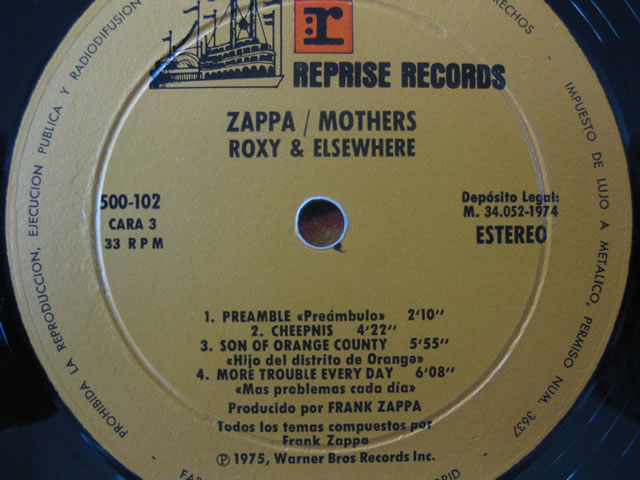 r
REPRISE RECORDS
ZAPPA / MOTHERS
ROXY & ELSEWHERE
500-102
CARA 3
33 RPM
Depósito Legal:
M. 34.052-1974
ESTEREO
1. PREAMBLE «Preámbulo» 2'10''
2. CHEEPNIS 4'22''
3. SON OF ORANGE COUNTY 5'55''
«Hijo del distrito de Orange»
4. MORE TROUBLE EVERY DAY 6'08''
«Mas problemas cada día»
Producido por FRANK ZAPPA
Todos los temas compuestos por
Frank Zappa
Ⓟ 1975, Warner Bros Records Inc.
PROHIBIDA LA REPRODUCCION, EJECUCION PUBLICA Y RADIODIFUSION
IMPUESTO DE LUJO A METALICO, PERMISO NUM. 3637